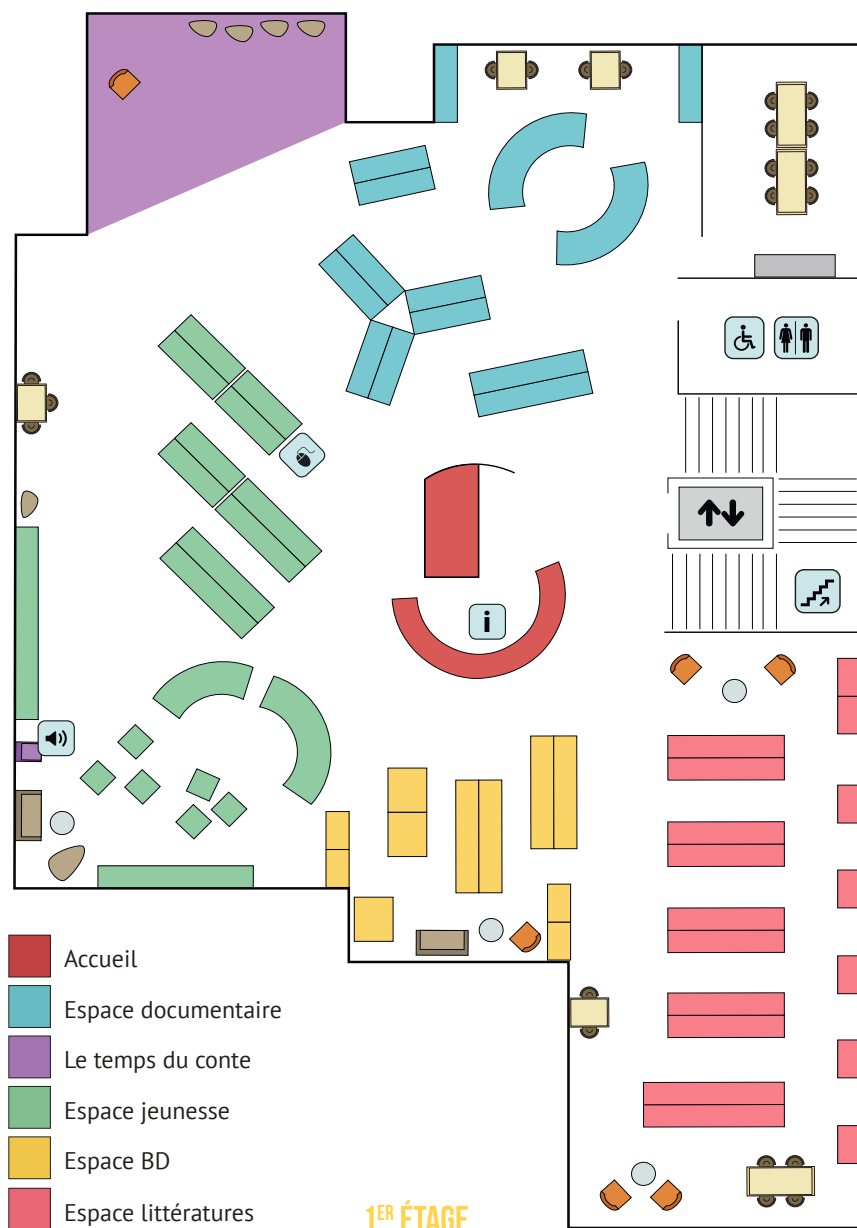 i
Accueil
Espace documentaire
Le temps du conte
Espace jeunesse
Espace BD
Espace littératures
1ER ÉTAGE